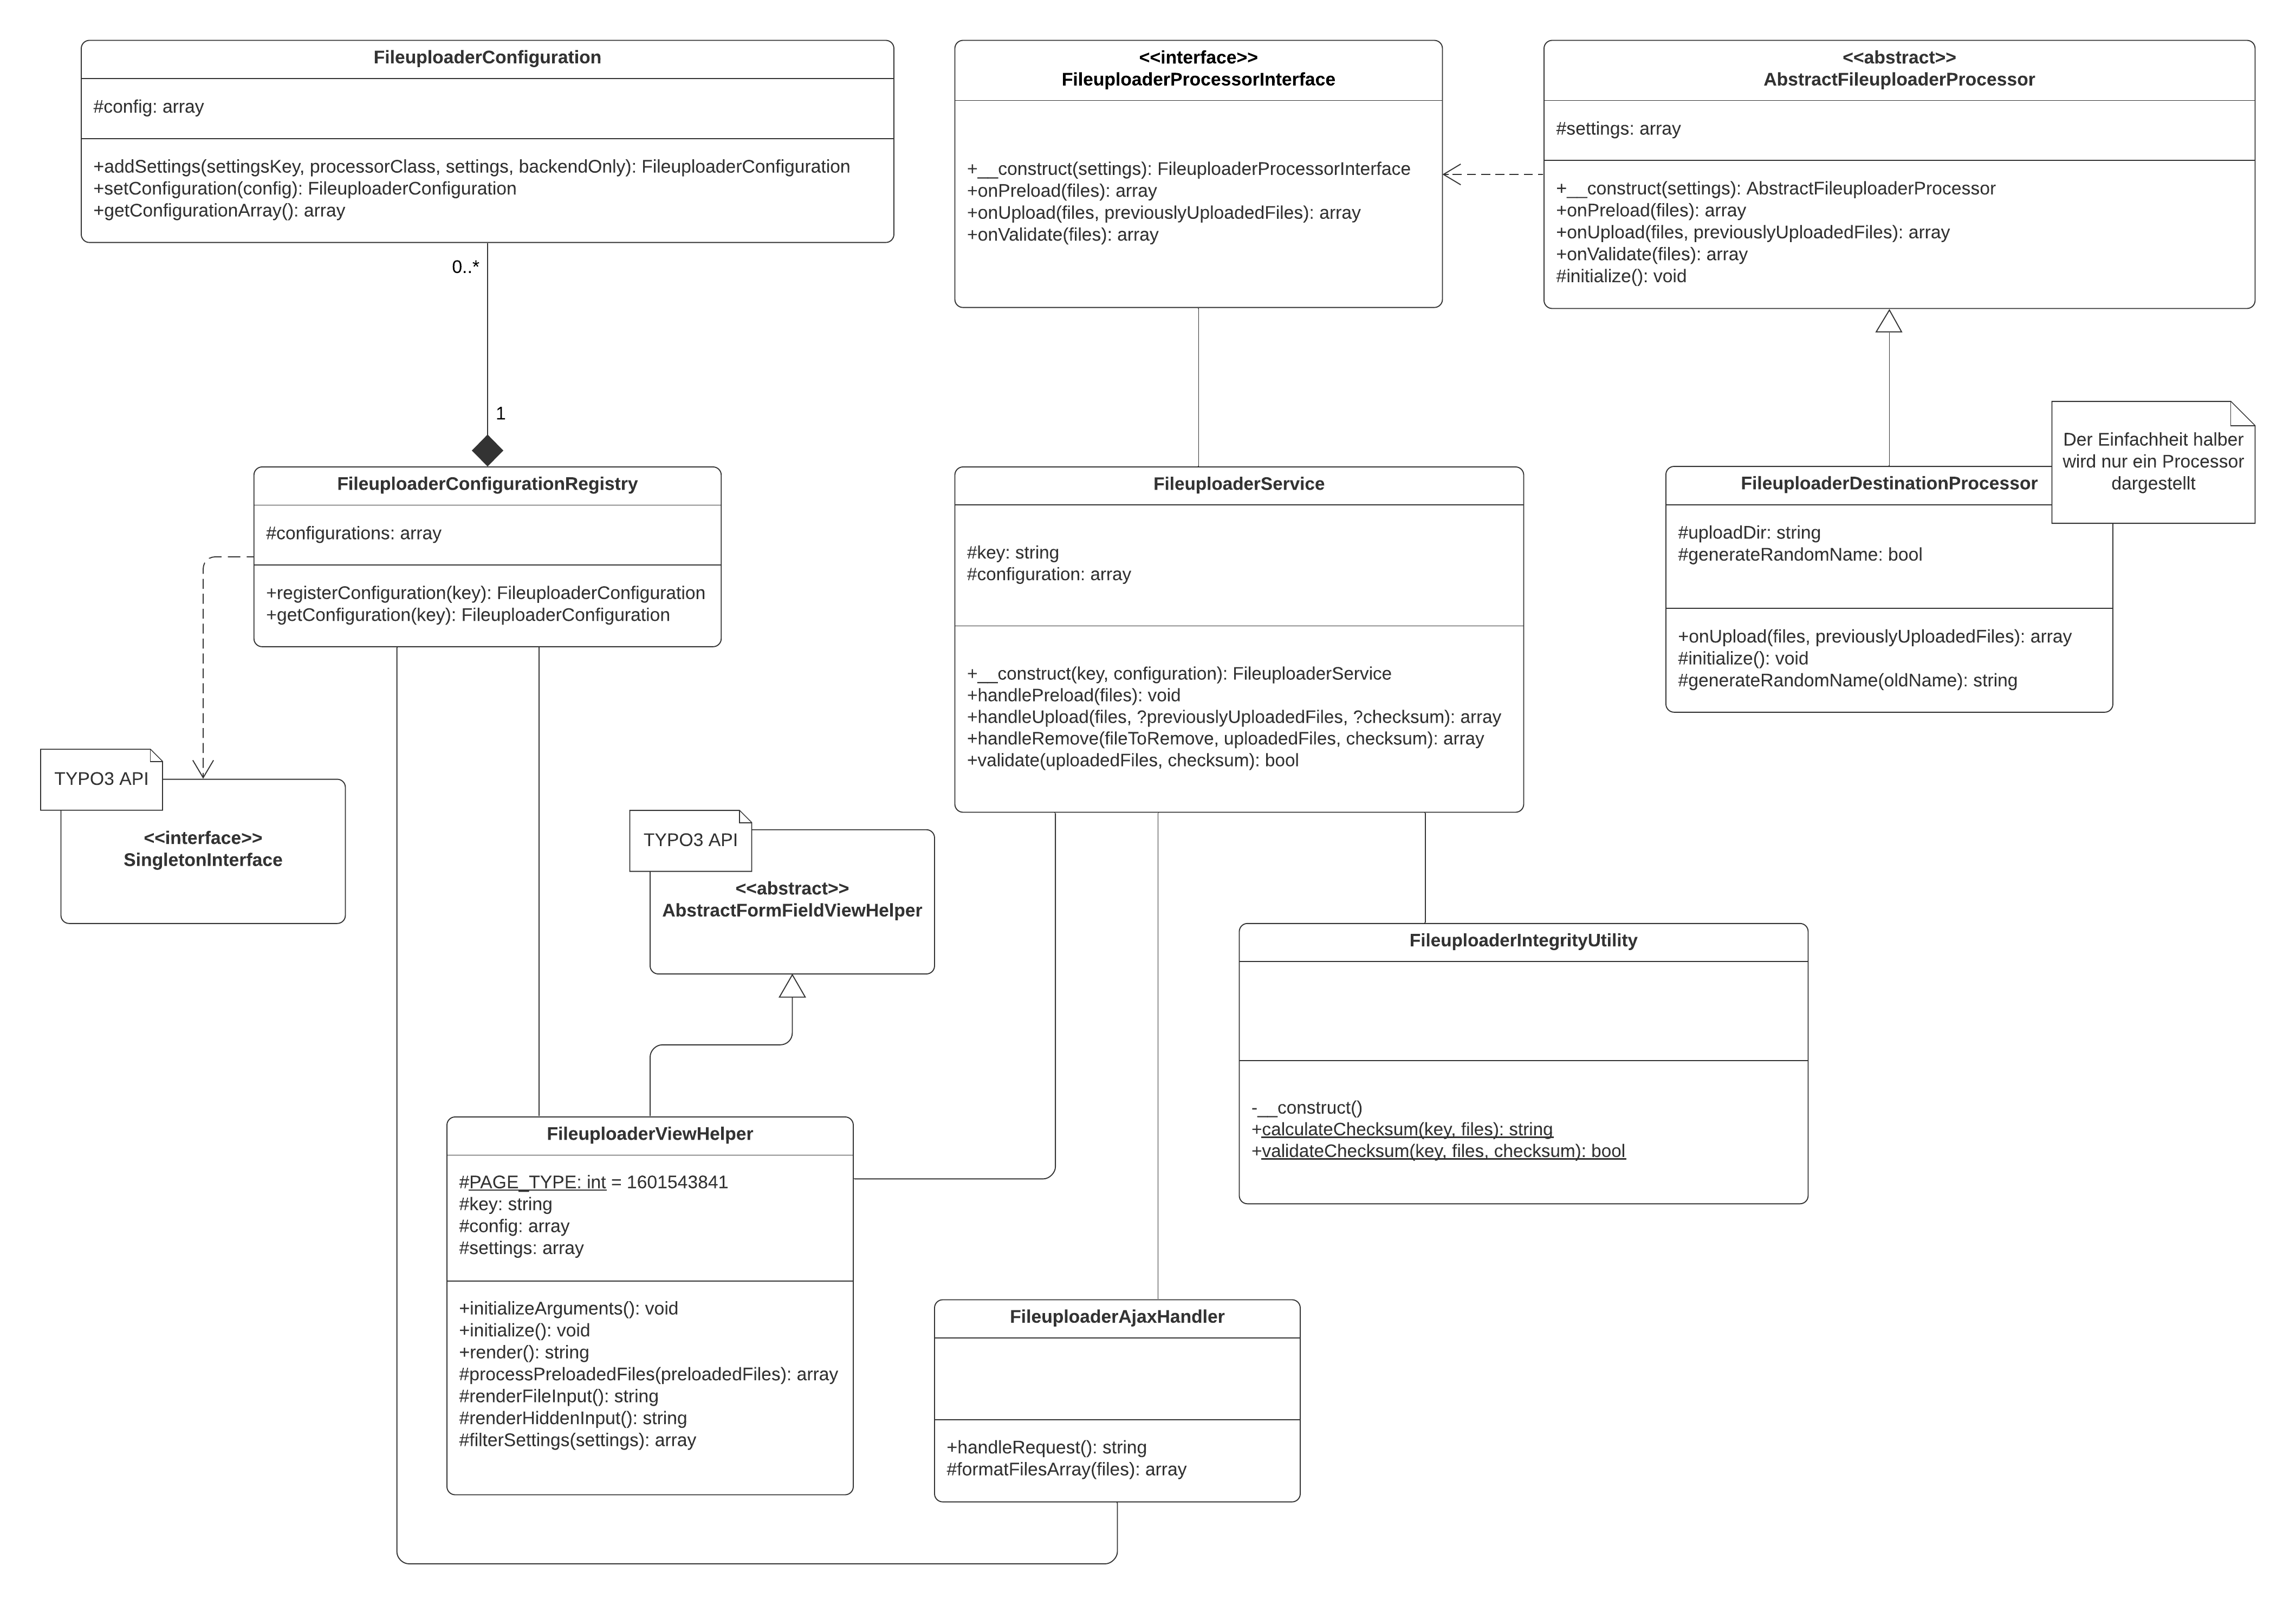 FileuploaderConfiguration
#config: array
+addSettings(settingsKey, processorClass, settings, backendOnly): FileuploaderConfiguration
+setConfiguration(config): FileuploaderConfiguration
+getConfigurationArray(): array
<<interface>>
FileuploaderProcessorInterface
+__construct(settings): FileuploaderProcessorInterface
+onPreload(files): array
+onUpload(files, previouslyUploadedFiles): array
+onValidate(files): array
<<abstract>>
AbstractFileuploaderProcessor
#settings: array
+__construct(settings): AbstractFileuploaderProcessor
+onPreload(files): array
+onUpload(files, previouslyUploadedFiles): array
+onValidate(files): array
#initialize(): void
0..*
1
FileuploaderConfigurationRegistry
#configurations: array
+registerConfiguration(key): FileuploaderConfiguration
+getConfiguration(key): FileuploaderConfiguration
FileuploaderService
#key: string
#configuration: array
+__construct(key, configuration): FileuploaderService
+handlePreload(files): void
+handleUpload(files, ?previouslyUploadedFiles, ?checksum): array
+handleRemove(fileToRemove, uploadedFiles, checksum): array
+validate(uploadedFiles, checksum): bool
Der Einfachheit halber
wird nur ein Processor
dargestellt
FileuploaderDestinationProcessor
#uploadDir: string
#generateRandomName: bool
+onUpload(files, previouslyUploadedFiles): array
#initialize(): void
#generateRandomName(oldName): string
TYPO3 API
<<interface>>
SingletonInterface
TYPO3 API
<<abstract>>
AbstractFormFieldViewHelper
FileuploaderIntegrityUtility
-__construct()
+calculateChecksum(key, files): string
+validateChecksum(key, files, checksum): bool
FileuploaderViewHelper
#PAGE_TYPE: int = 1601543841
#key: string
#config: array
#settings: array
+initializeArguments(): void
+initialize(): void
+render(): string
#processPreloadedFiles(preloadedFiles): array
#renderFileInput(): string
#renderHiddenInput(): string
#filterSettings(settings): array
FileuploaderAjaxHandler
+handleRequest(): string
#formatFilesArray(files): array